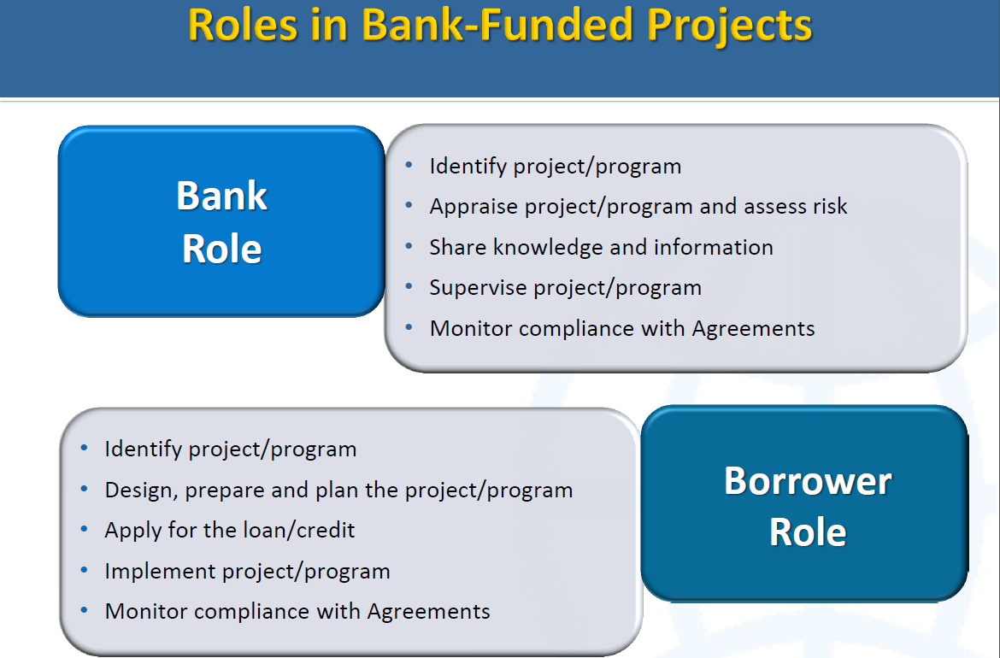 Roles in Bank-Funded Projects
Bank
Role
• Identify project/program
• Appraise project/program and assess risk
• Share knowledge and information
• Supervise project/program
• Monitor compliance with Agreements
• Identify project/program
• Design, prepare and plan the project/program
• Apply for the loan/credit
• Implement project/program
• Monitor compliance with Agreements
Borrower
Role